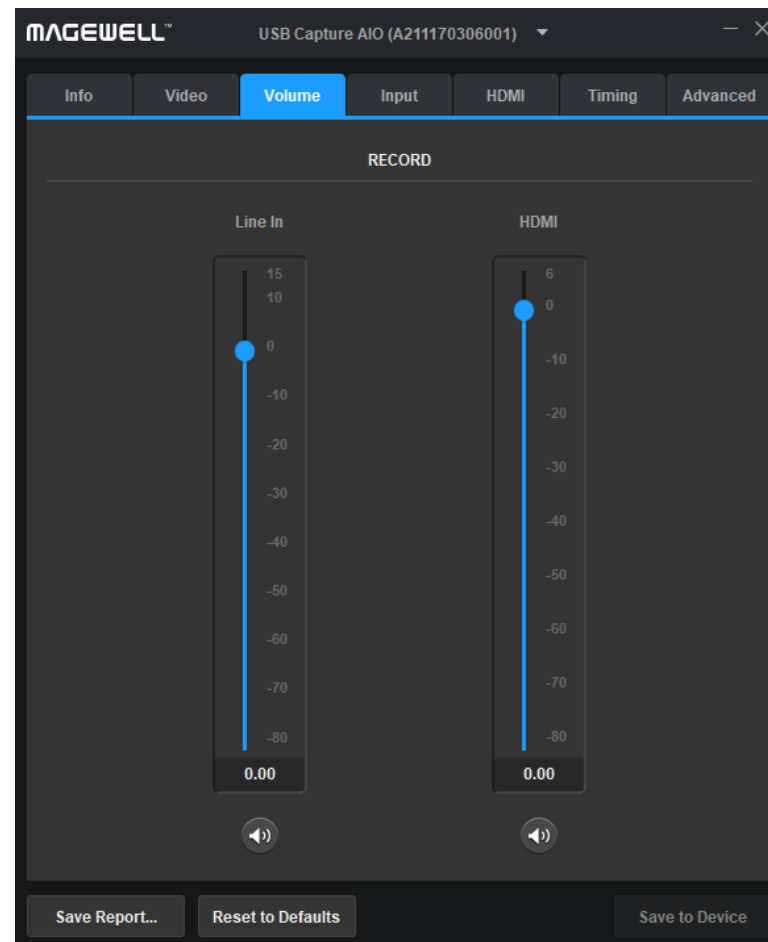 MAGEWELL™ USB Capture AIO (A211170306001)
Info Video Volume Input HDMI Timing Advanced
RECORD
Line In HDMI
15 6
10 0
0 -10
-10 -20
-20 -30
-30 -40
-40 -50
-50 -60
-60 -70
-70 -80
-80
0.00 0.00
Save Report... Reset to Defaults Save to Device